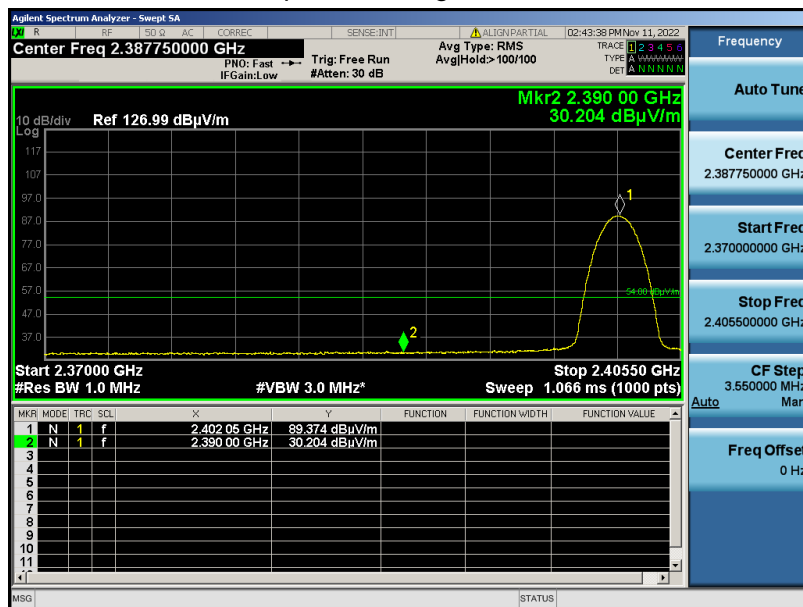 Agilent Spectrum Analyzer - Swept SA
LXI R RF 50 Ω AC CORREC SENSE:INT ALIGN PARTIAL 02:43:38 PM Nov 11, 2022
Center Freq 2.387750000 GHz
PNO: Fast
IFGain:Low
Trig: Free Run
#Atten: 30 dB
Avg Type: RMS
Avg|Hold:>100/100
TRACE 1 2 3 4 5 6
TYPE A WWWWW
DET A N N N N N
Mkr2 2.390 00 GHz
30.204 dBµV/m
10 dB/div Ref 126.99 dBµV/m
Log
117
107
97.0
87.0
77.0
67.0
57.0
47.0
37.0
1
54.00 dBµV/m
2
Start 2.37000 GHz Stop 2.40550 GHz
#Res BW 1.0 MHz #VBW 3.0 MHz* Sweep 1.066 ms (1000 pts)
MKR MODE TRC SCL X Y FUNCTION FUNCTION WIDTH FUNCTION VALUE
1 N 1 f 2.402 05 GHz 89.374 dBµV/m
2 N 1 f 2.390 00 GHz 30.204 dBµV/m
3
4
5
6
7
8
9
10
11
MSG STATUS
Frequency
Auto Tune
Center Freq
2.387750000 GHz
Start Freq
2.370000000 GHz
Stop Freq
2.405500000 GHz
CF Step
3.550000 MHz
Auto Man
Freq Offset
0 Hz